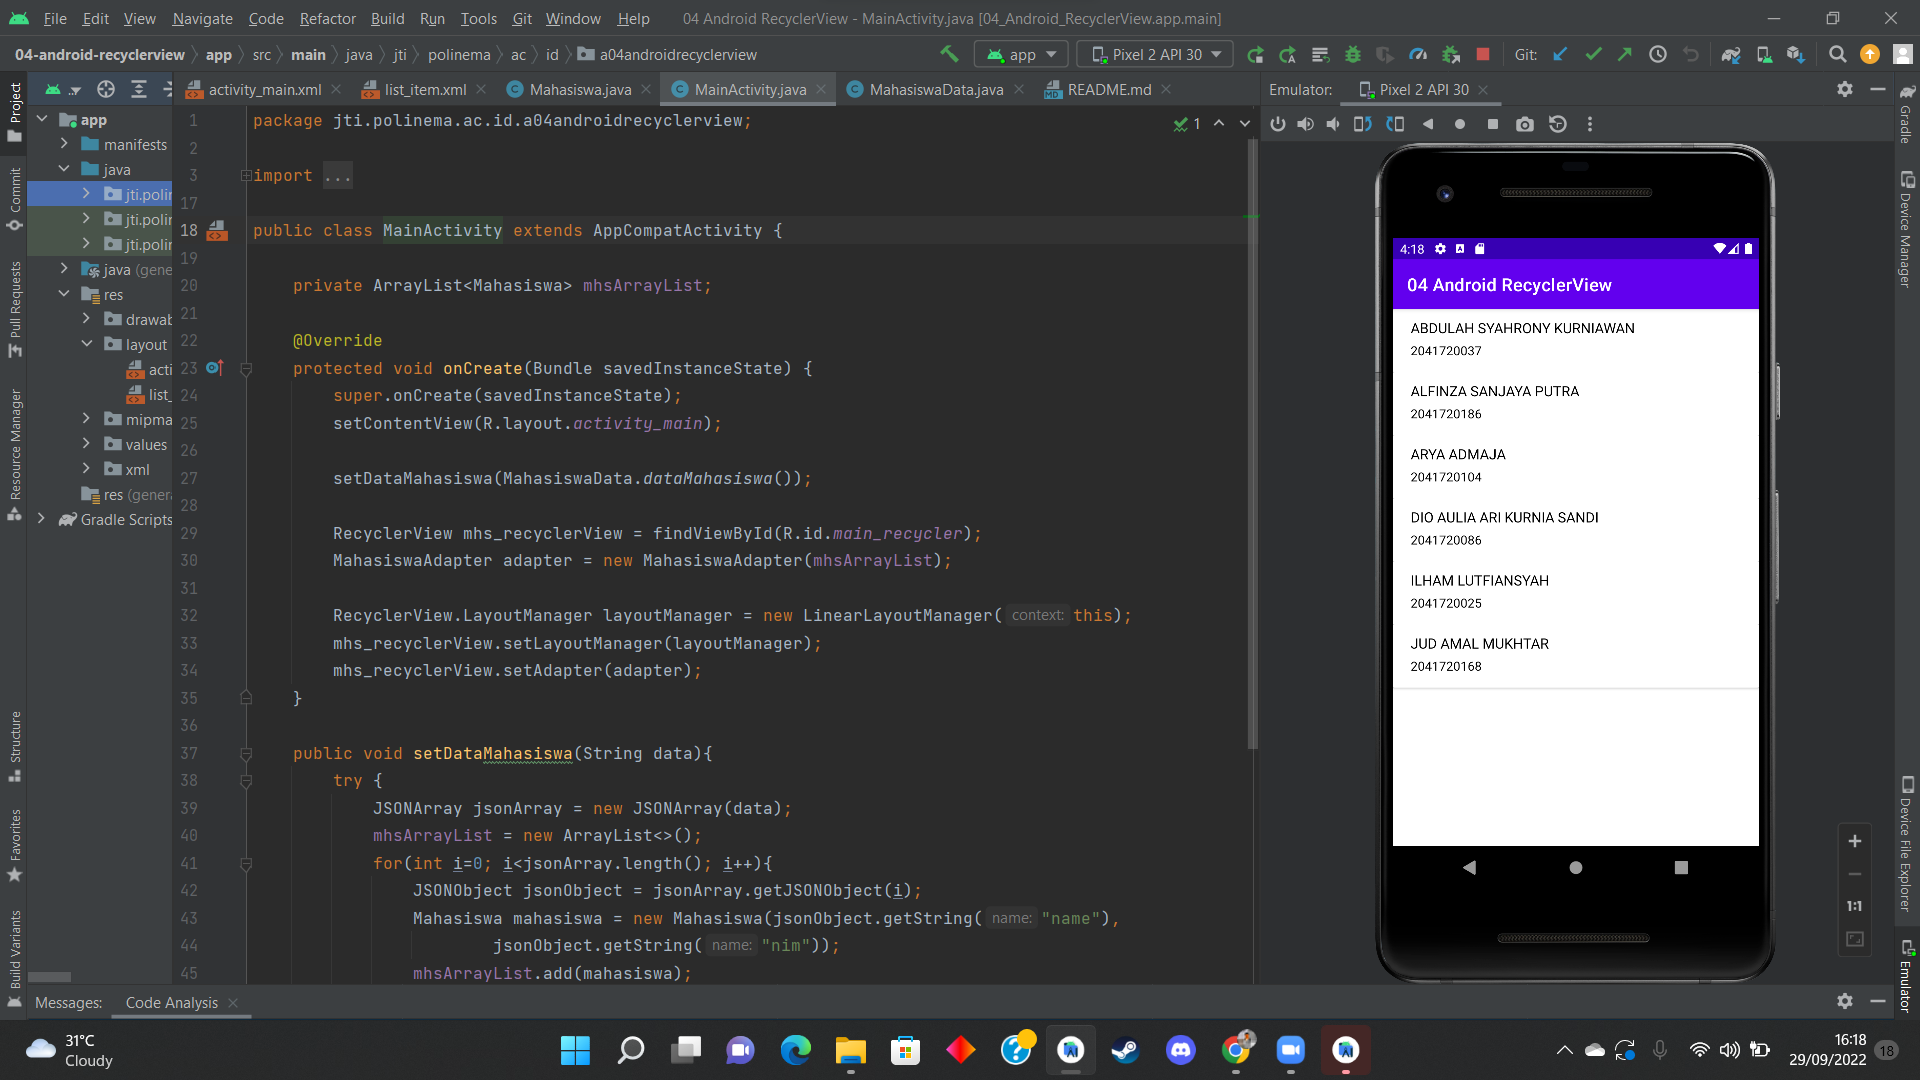 File Edit View Navigate Code Refactor Build Run Tools Git Window Help 04 Android RecyclerView - MainActivity.java [04_Android_RecyclerView.app.main]
04-android-recyclerview app src main java jti polinema ac id a04androidrecyclerview app Pixel 2 API 30 Git:
activity_main.xml list_item.xml Mahasiswa.java MainActivity.java MahasiswaData.java README.md
Emulator: Pixel 2 API 30
Project
Commit
Pull Requests
Resource Manager
Structure
Favorites
Build Variants
app
manifests
java
jti.polin
jti.polin
jti.polin
java (gene
res
drawab
layout
acti
list_
mipma
values
xml
res (genera
Gradle Scripts
1 package jti.polinema.ac.id.a04androidrecyclerview;
1
2
3 import ...
17
18 public class MainActivity extends AppCompatActivity {
19
20 private ArrayList<Mahasiswa> mhsArrayList;
21
22 @Override
23 protected void onCreate(Bundle savedInstanceState) {
24 super.onCreate(savedInstanceState);
25 setContentView(R.layout.activity_main);
26
27 setDataMahasiswa(MahasiswaData.dataMahasiswa());
28
29 RecyclerView mhs_recyclerView = findViewById(R.id.main_recycler);
30 MahasiswaAdapter adapter = new MahasiswaAdapter(mhsArrayList);
31
32 RecyclerView.LayoutManager layoutManager = new LinearLayoutManager( context: this);
33 mhs_recyclerView.setLayoutManager(layoutManager);
34 mhs_recyclerView.setAdapter(adapter);
35 }
36
37 public void setDataMahasiswa(String data){
38 try {
39 JSONArray jsonArray = new JSONArray(data);
40 mhsArrayList = new ArrayList<>();
41 for(int i=0; i<jsonArray.length(); i++){
42 JSONObject jsonObject = jsonArray.getJSONObject(i);
43 Mahasiswa mahasiswa = new Mahasiswa(jsonObject.getString( name: "name"),
44 jsonObject.getString( name: "nim"));
45 mhsArrayList.add(mahasiswa);
4:18
04 Android RecyclerView
ABDULAH SYAHRONY KURNIAWAN
2041720037
ALFINZA SANJAYA PUTRA
2041720186
ARYA ADMAJA
2041720104
DIO AULIA ARI KURNIA SANDI
2041720086
ILHAM LUTFIANSYAH
2041720025
JUD AMAL MUKHTAR
2041720168
1:1
Gradle
Device Manager
Device File Explorer
Emulator
Messages: Code Analysis
31°C
Cloudy
16:18
29/09/2022
18